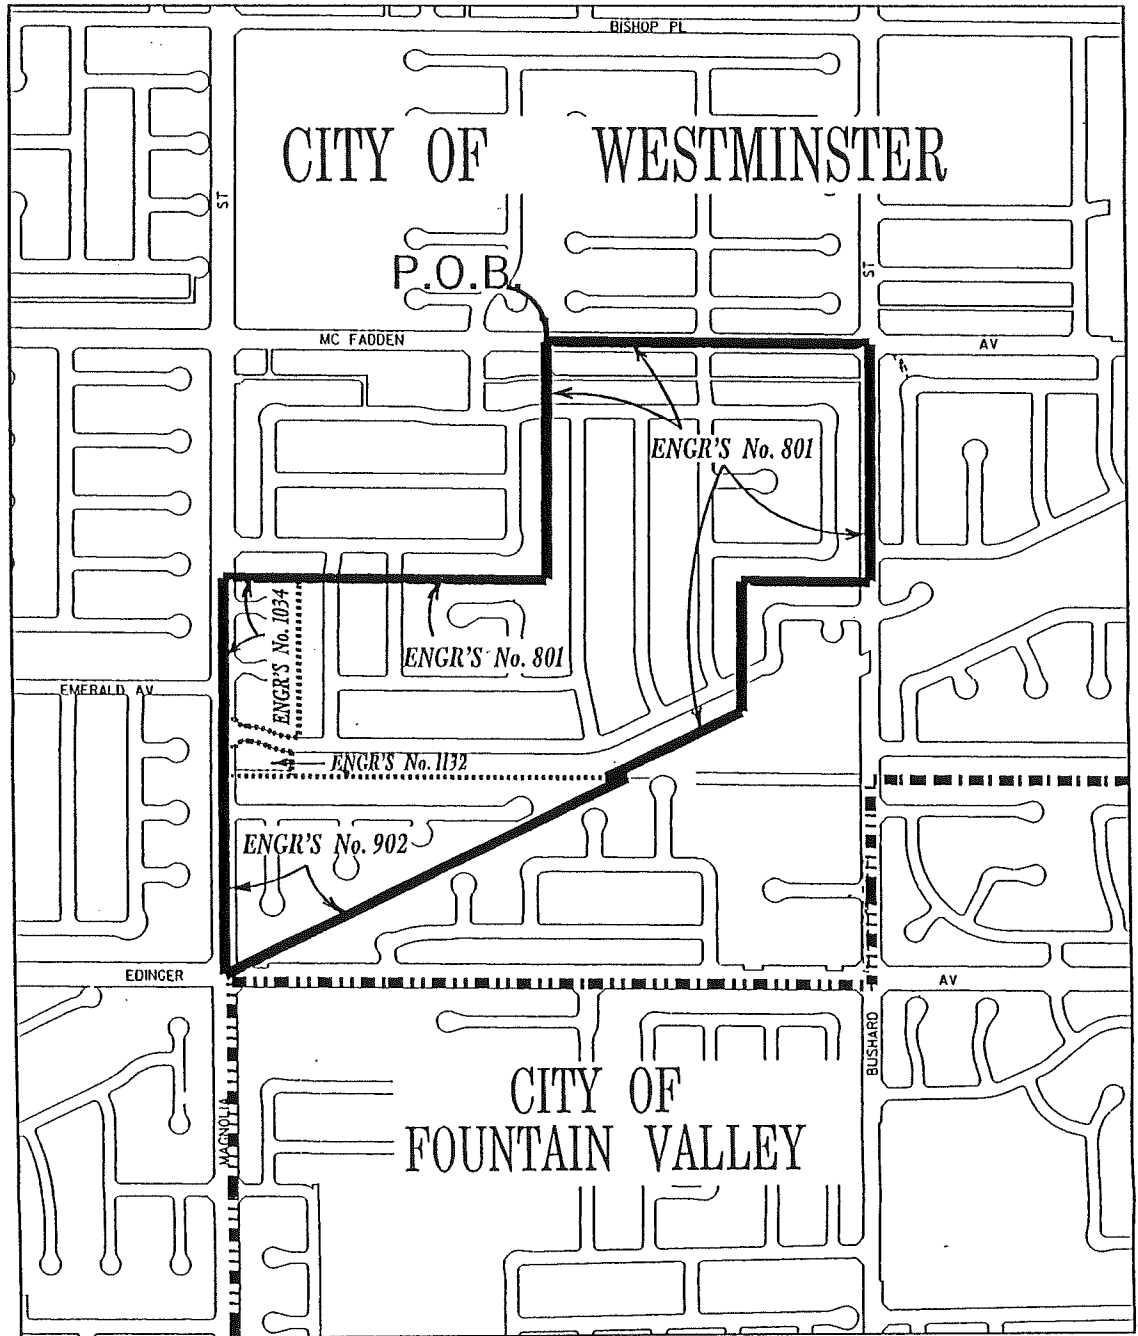 BISHOP PL
CITY OF WESTMINSTER
ST
ST
P.O.B.
MC FADDEN
AV
ENGR'S No. 801
ENGR'S No. 1034
ENGR'S No. 801
EMERALD AV
ENGR'S No. 1132
ENGR'S No. 902
EDINGER
AV
BUSHARD
MAGNOLIA
CITY OF
FOUNTAIN VALLEY